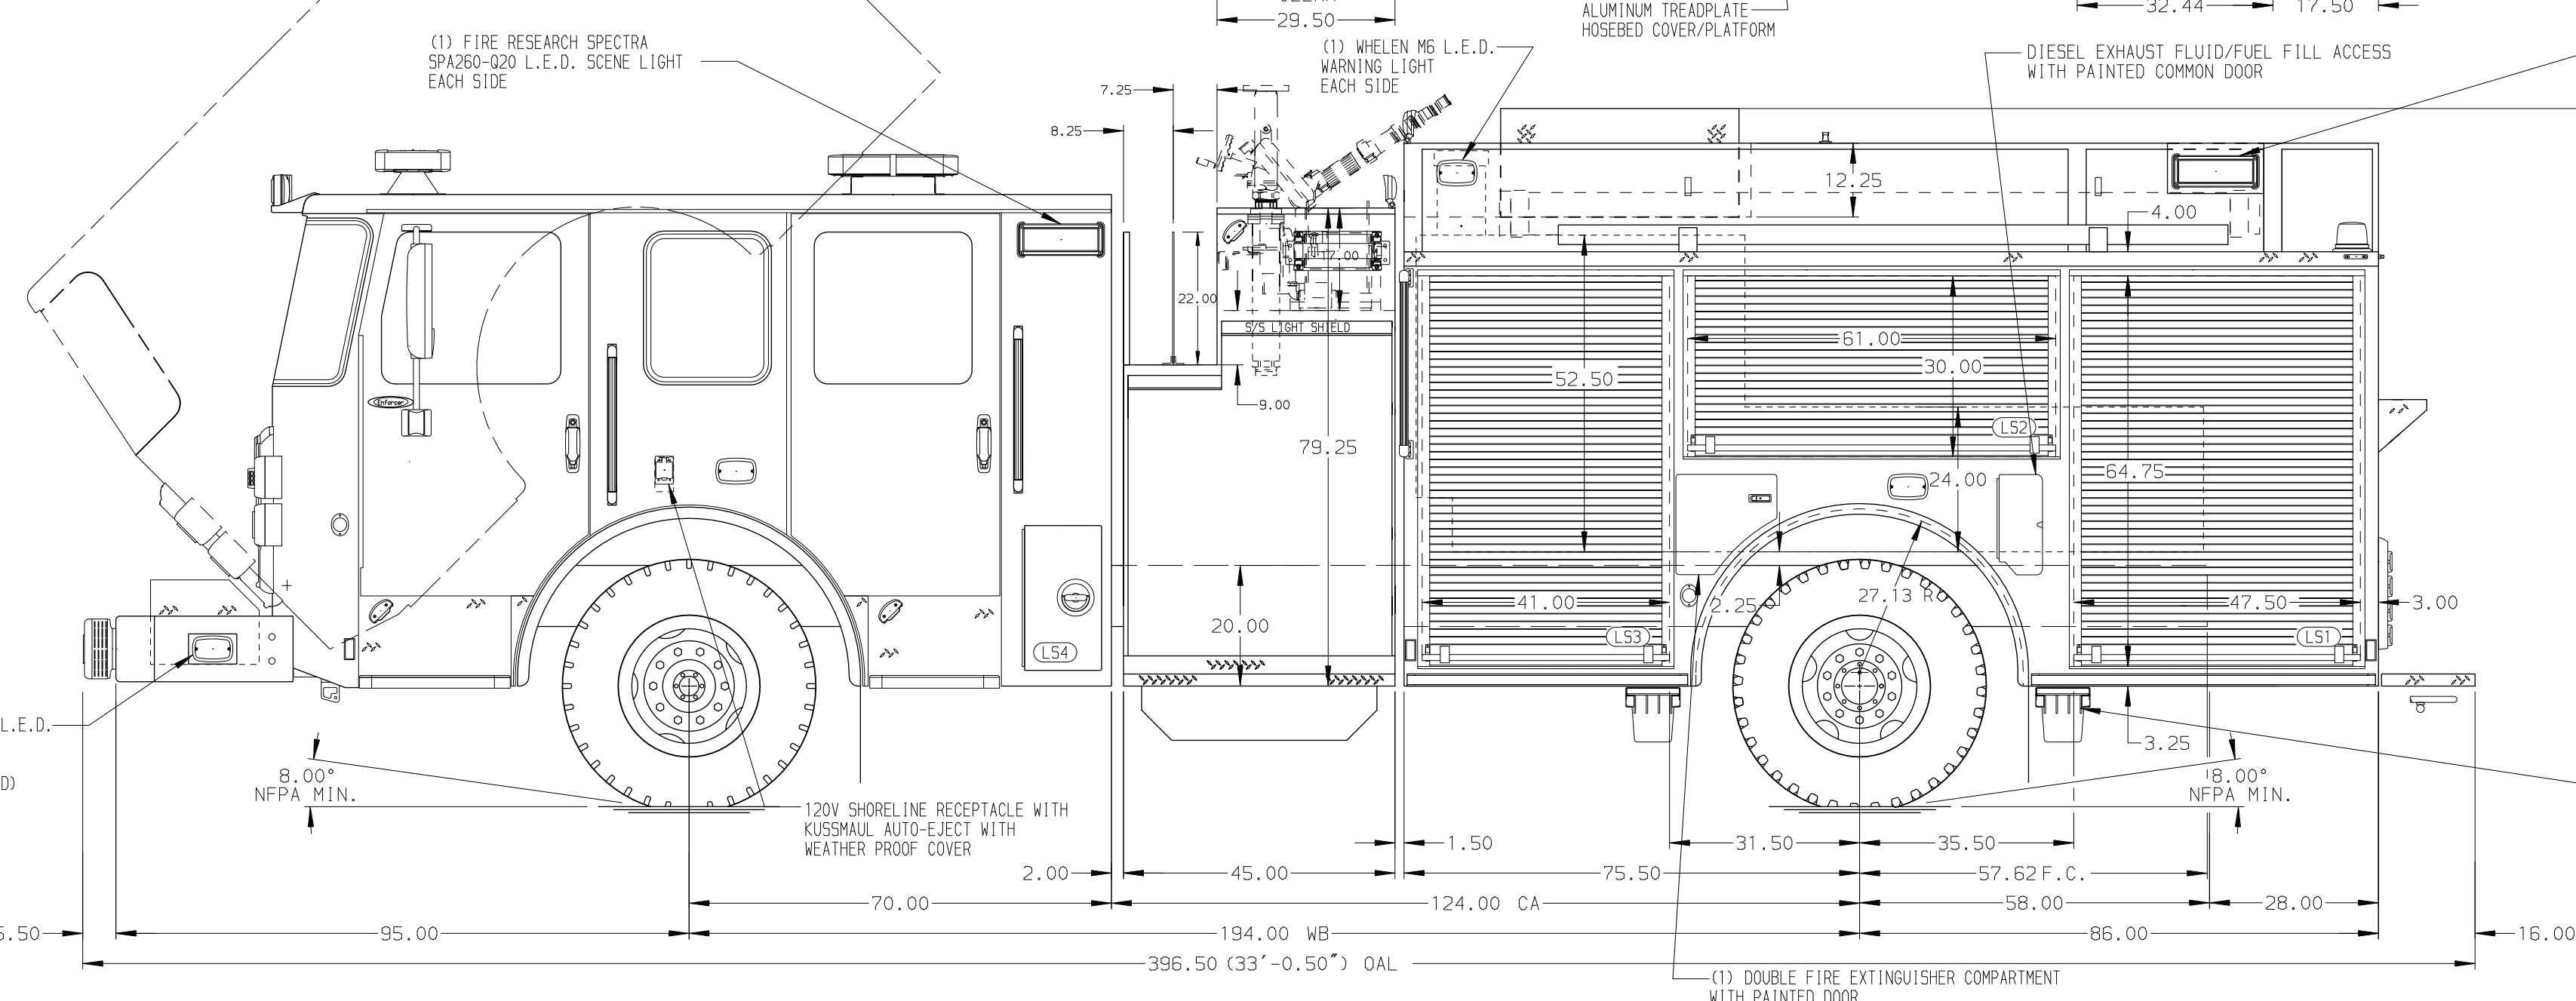 29.50
ALUMINUM TREADPLATE
HOSEBED COVER/PLATFORM
32.44
17.50
(1) FIRE RESEARCH SPECTRA
SPA260-Q20 L.E.D. SCENE LIGHT
EACH SIDE
(1) WHELEN M6 L.E.D.
WARNING LIGHT
EACH SIDE
DIESEL EXHAUST FLUID/FUEL FILL ACCESS
WITH PAINTED COMMON DOOR
7.25
8.25
12.25
4.00
17.00
22.00
S/S LIGHT SHIELD
61.00
30.00
52.50
Enforcer
9.00
79.25
LS2
64.75
24.00
41.00
2.25
27.13 R
47.50
3.00
20.00
LS3
LS1
LS4
L.E.D.
3.25
8.00°
NFPA MIN.
8.00°
NFPA MIN.
D)
120V SHORELINE RECEPTACLE WITH
KUSSMAUL AUTO-EJECT WITH
WEATHER PROOF COVER
1.50
31.50
35.50
2.00
45.00
75.50
57.62 F.C.
70.00
124.00 CA
58.00
28.00
5.50
95.00
194.00 WB
86.00
16.00
396.50 (33'-0.50") OAL
(1) DOUBLE FIRE EXTINGUISHER COMPARTMENT
WITH PAINTED DOOR